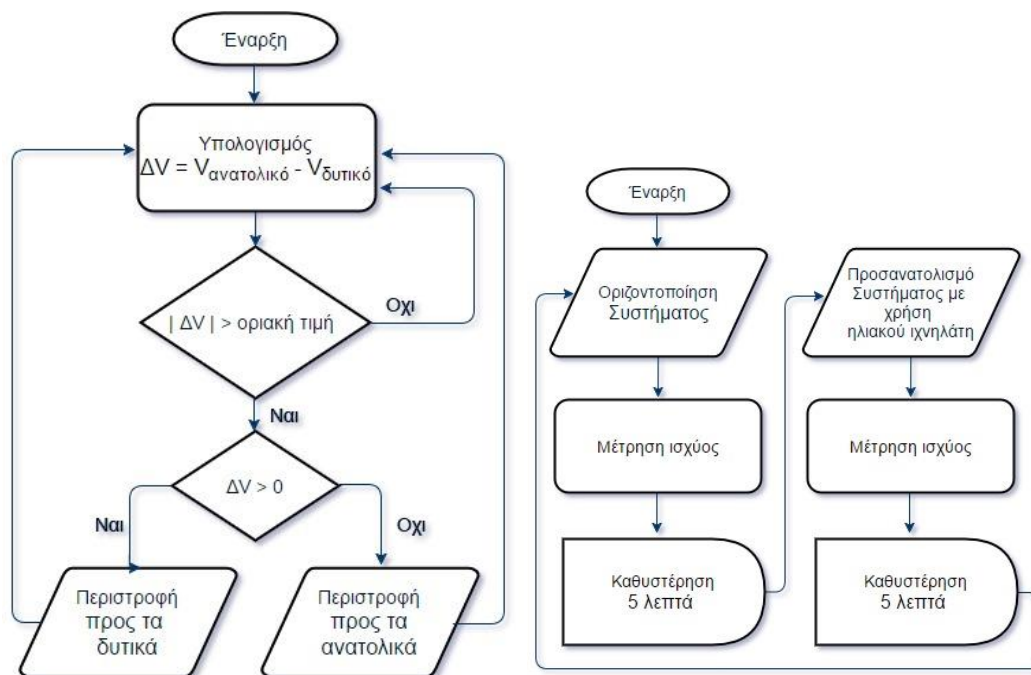 Έναρξη
Υπολογισμός
ΔV = Vανατολικό - Vδυτικό
| ΔV | > οριακή τιμή
Οχι
Ναι
ΔV > 0
Ναι
Οχι
Περιστροφή
προς τα
δυτικά
Περιστροφή
προς τα
ανατολικά
Έναρξη
Οριζοντοποίηση
Συστήματος
Μέτρηση ισχύος
Καθυστέρηση
5 λεπτά
Προσανατολισμό
Συστήματος με
χρήση
ηλιακού ιχνηλάτη
Μέτρηση ισχύος
Καθυστέρηση
5 λεπτά